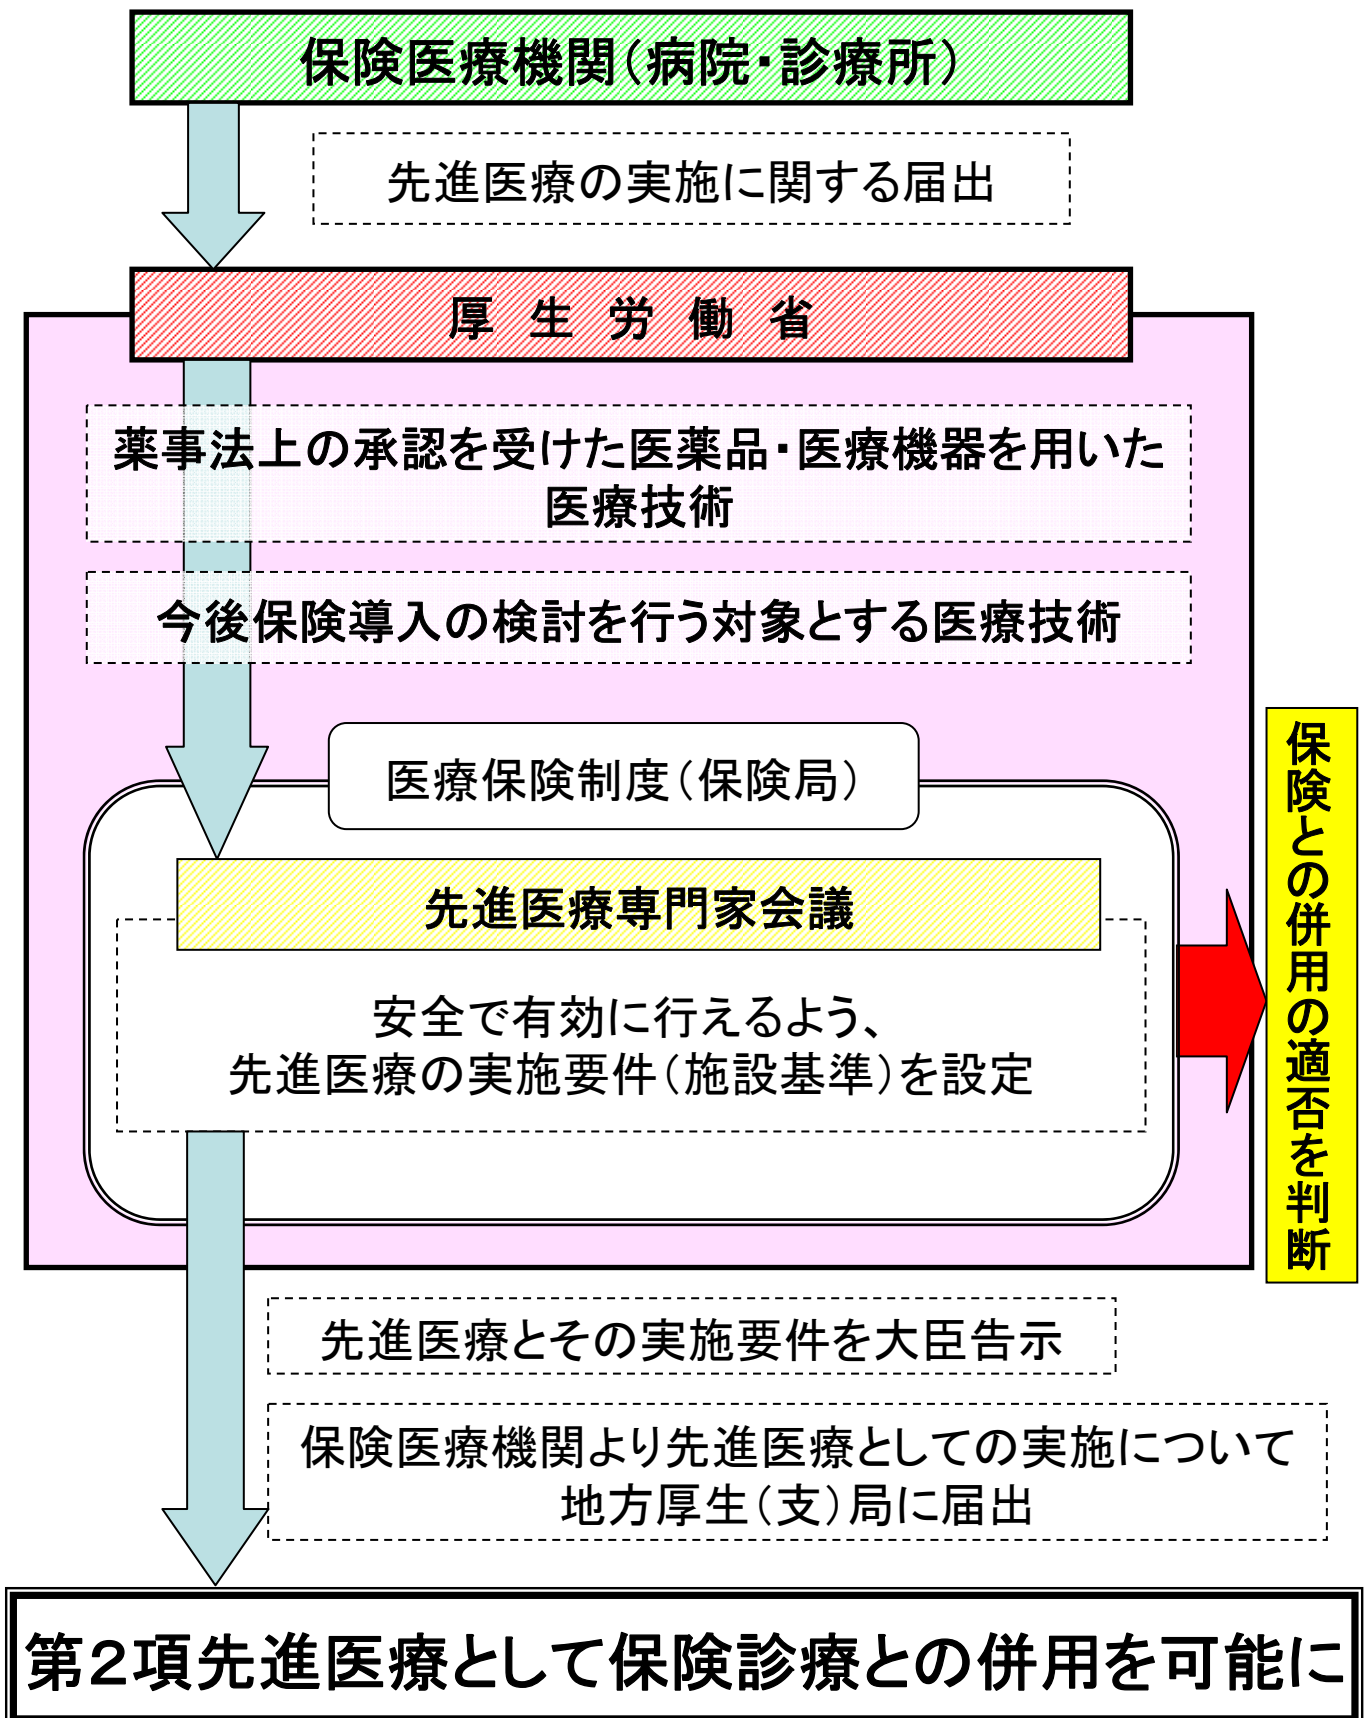 保険医療機関（病院・診療所）
先進医療の実施に関する届出
厚　生　労　働　省
薬事法上の承認を受けた医薬品・医療機器を用いた
医療技術
今後保険導入の検討を行う対象とする医療技術
医療保険制度（保険局）
先進医療専門家会議
安全で有効に行えるよう、
先進医療の実施要件（施設基準）を設定
保険との併用の適否を判断
先進医療とその実施要件を大臣告示
保険医療機関より先進医療としての実施について
地方厚生（支）局に届出
第２項先進医療として保険診療との併用を可能に